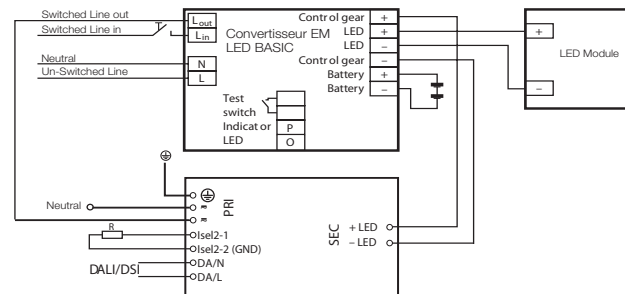 Switched Line out
Switched Line in
Neutral
Un-Switched Line
Lout
Lin
N
L
Convertisseur EM
LED BASIC
Test
switch
Indicator
LED
P
O
Control gear +
LED +
LED –
Control gear –
Battery +
Battery –
+
–
LED Module
Neutral
R
DALI/DSI
PRI
≂
≂
Isel2-1
Isel2-2 (GND)
DA/N
DA/L
SEC
+ LED
– LED